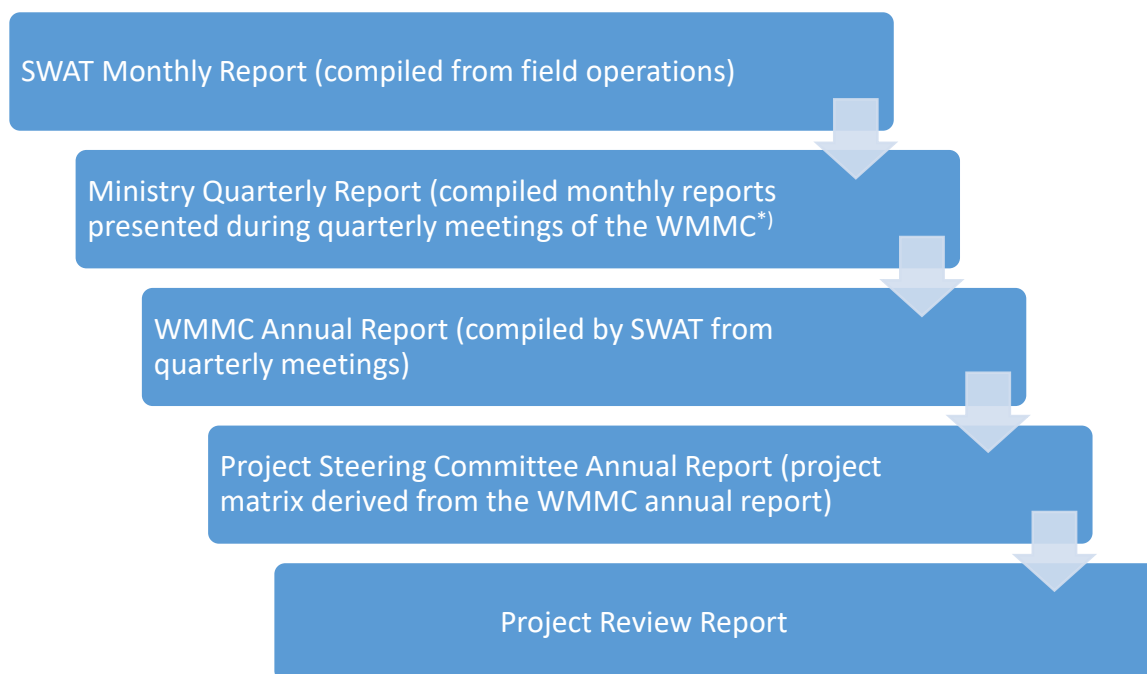 SWAT Monthly Report (compiled from field operations)
Ministry Quarterly Report (compiled monthly reports
presented during quarterly meetings of the WMMC*)
WMMC Annual Report (compiled by SWAT from
quarterly meetings)
Project Steering Committee Annual Report (project
matrix derived from the WMMC annual report)
Project Review Report